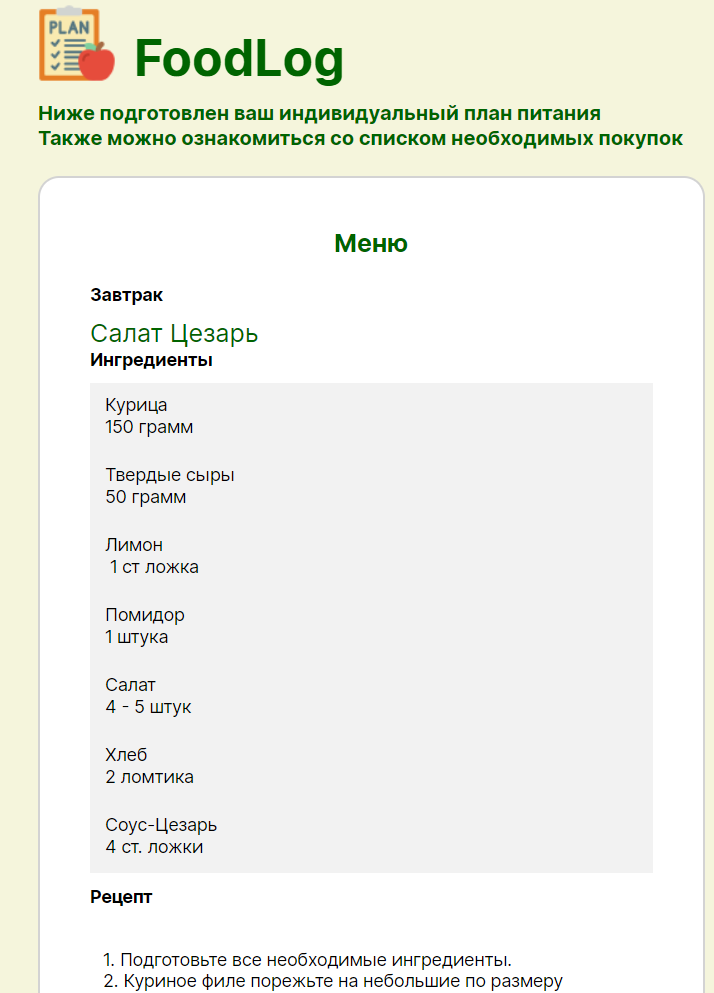 PLAN
FoodLog
Ниже подготовлен ваш индивидуальный план питания
Также можно ознакомиться со списком необходимых покупок
Меню
Завтрак
Салат Цезарь
Ингредиенты
Курица
150 грамм
Твердые сыры
50 грамм
Лимон
1 ст ложка
Помидор
1 штука
Салат
4 - 5 штук
Хлеб
2 ломтика
Соус-Цезарь
4 ст. ложки
Рецепт
1. Подготовьте все необходимые ингредиенты.
2. Куриное филе порежьте на небольшие по размеру